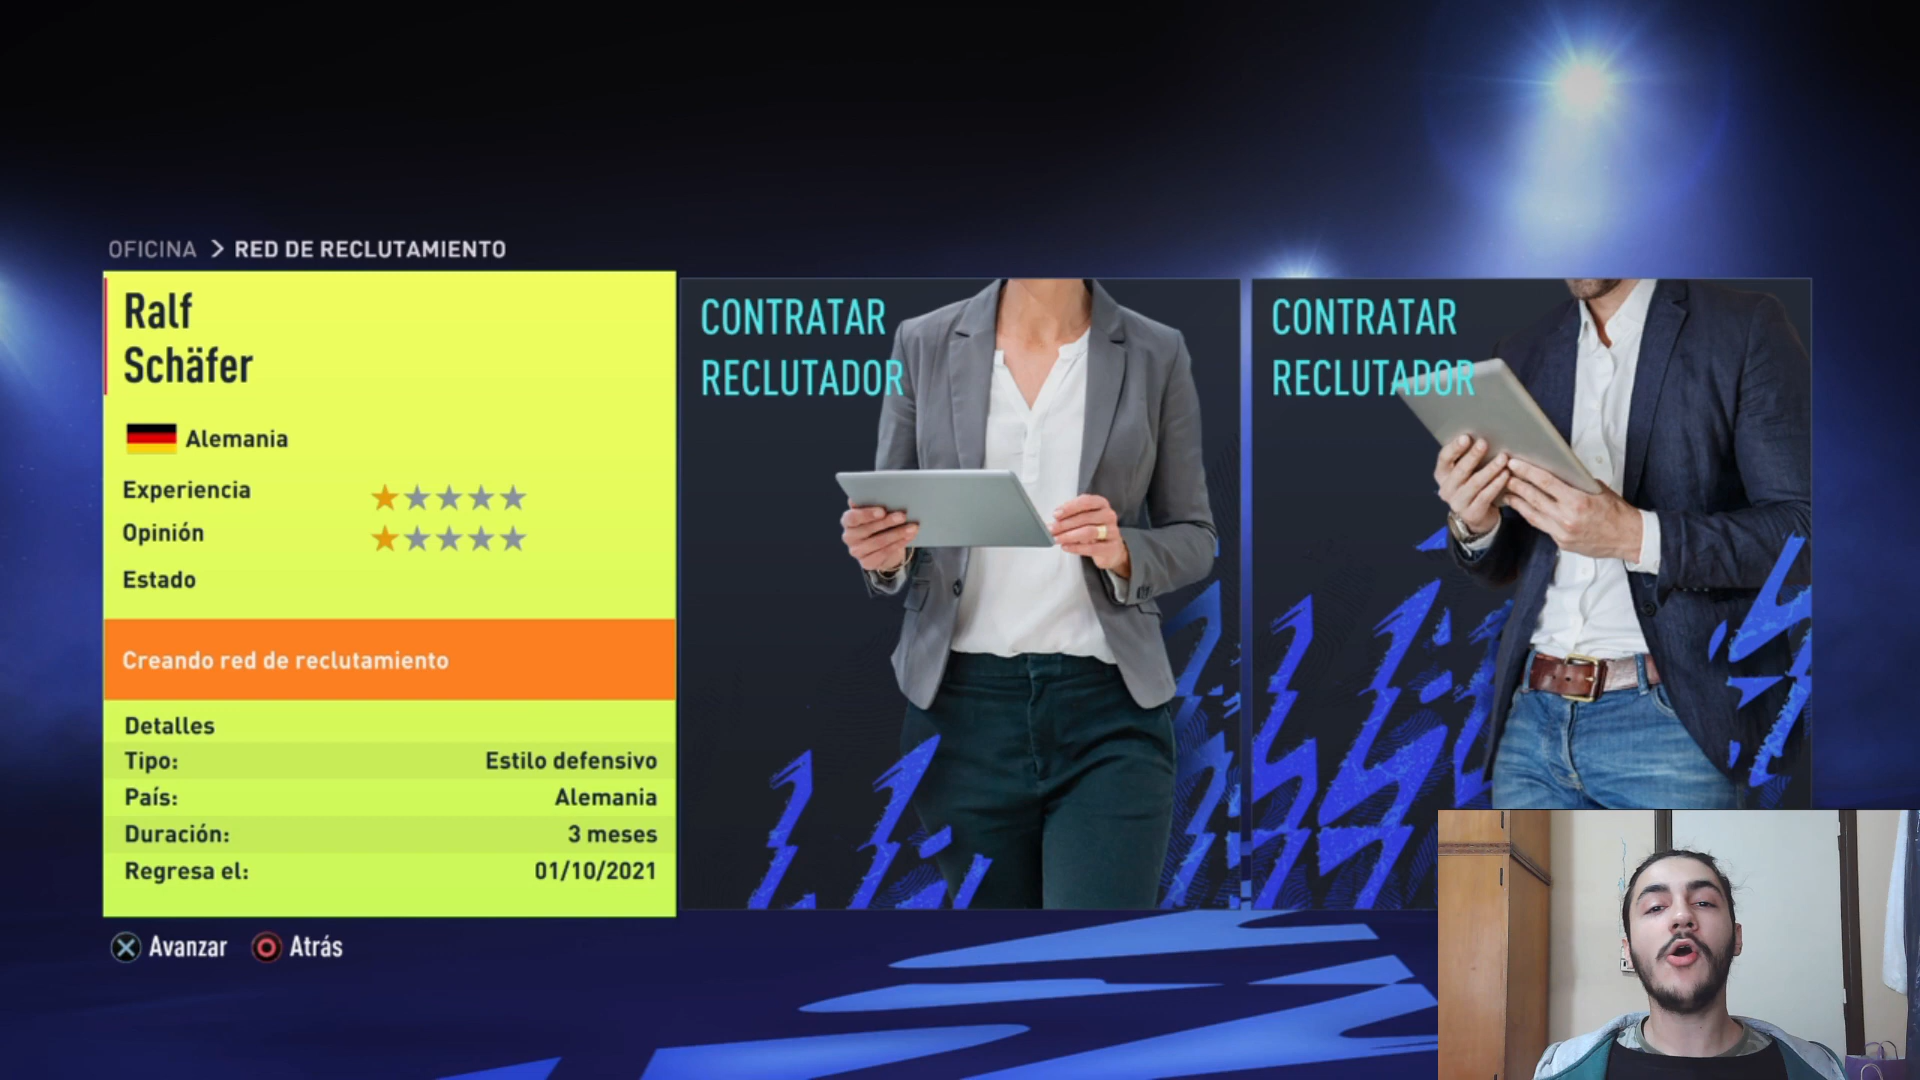 OFICINA > RED DE RECLUTAMIENTO
Ralf
Schäfer
Alemania
Experiencia
Opinión
Estado
Creando red de reclutamiento
Detalles
Tipo: Estilo defensivo
País: Alemania
Duración: 3 meses
Regresa el: 01/10/2021
CONTRATAR
RECLUTADOR
CONTRATAR
RECLUTADOR
Avanzar Atrás